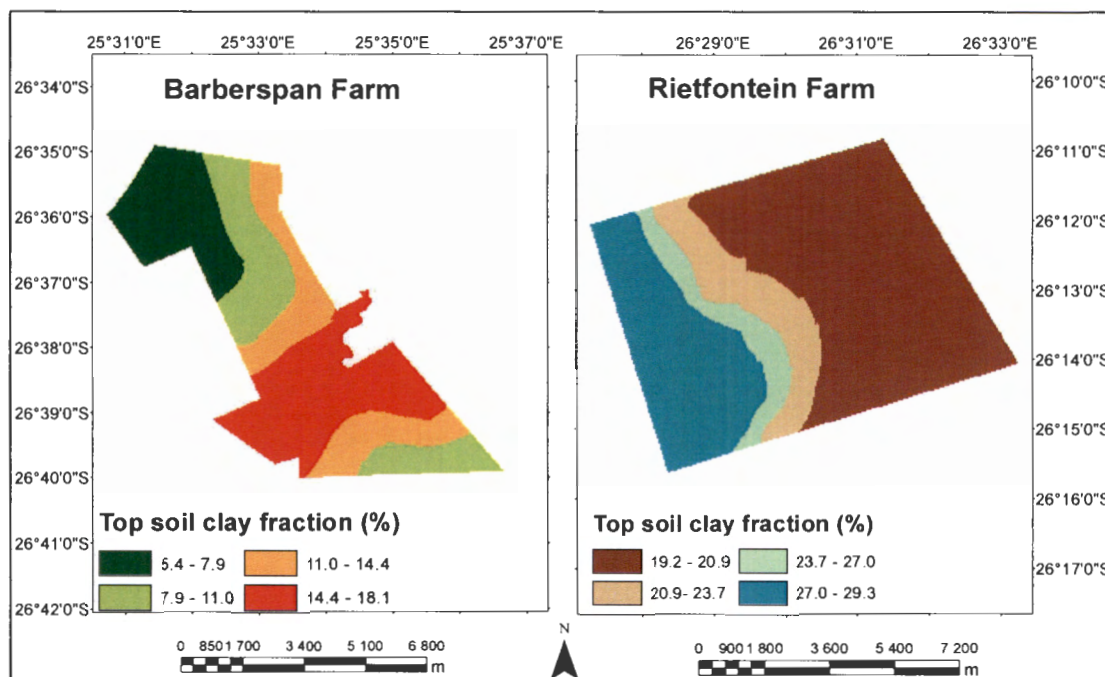 25°31'0"E 25°33'0"E 25°35'0"E 25°37'0"E
26°29'0"E 26°31'0"E 26°33'0"E
Barberspan Farm
26°34'0"S
26°35'0"S
26°36'0"S
26°37'0"S
26°38'0"S
26°39'0"S
26°40'0"S
26°41'0"S
26°42'0"S
Top soil clay fraction (%)
5.4 - 7.9 11.0 - 14.4
7.9 - 11.0 14.4 - 18.1
0 850 1 700 3 400 5 100 6 800
m
N
Rietfontein Farm
26°10'0"S
26°11'0"S
26°12'0"S
26°13'0"S
26°14'0"S
26°15'0"S
26°16'0"S
26°17'0"S
Top soil clay fraction (%)
19.2 - 20.9 23.7 - 27.0
20.9- 23.7 27.0 - 29.3
0 900 1 800 3 600 5 400 7 200
m